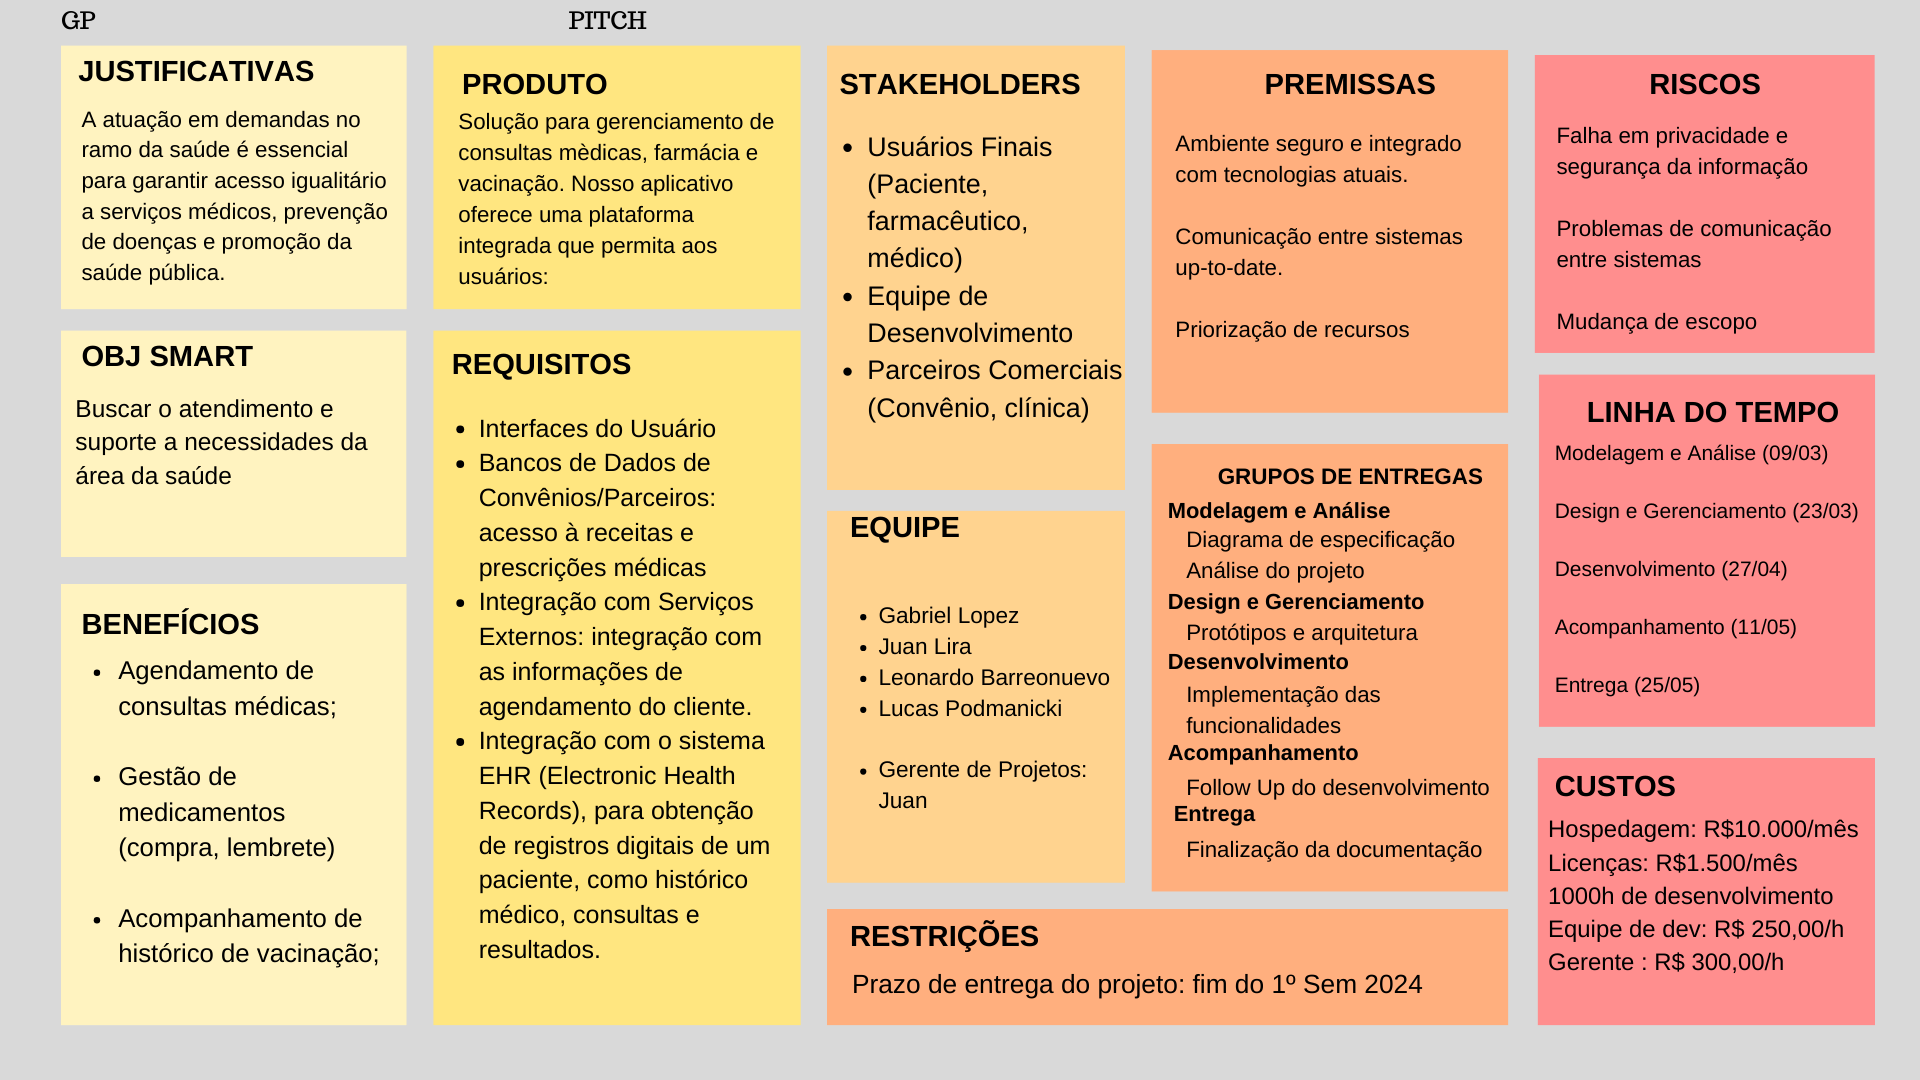 GP
PITCH
JUSTIFICATIVAS
A atuação em demandas no
ramo da saúde é essencial
para garantir acesso igualitário
a serviços médicos, prevenção
de doenças e promoção da
saúde pública.
OBJ SMART
Buscar o atendimento e
suporte a necessidades da
área da saúde
BENEFÍCIOS
• Agendamento de
consultas médicas;
• Gestão de
medicamentos
(compra, lembrete)
• Acompanhamento de
histórico de vacinação;
PRODUTO
Solução para gerenciamento de
consultas mèdicas, farmácia e
vacinação. Nosso aplicativo
oferece uma plataforma
integrada que permita aos
usuários:
REQUISITOS
• Interfaces do Usuário
• Bancos de Dados de
Convênios/Parceiros:
acesso à receitas e
prescrições médicas
• Integração com Serviços
Externos: integração com
as informações de
agendamento do cliente.
• Integração com o sistema
EHR (Electronic Health
Records), para obtenção
de registros digitais de um
paciente, como histórico
médico, consultas e
resultados.
STAKEHOLDERS
• Usuários Finais
(Paciente,
farmacêutico,
médico)
• Equipe de
Desenvolvimento
• Parceiros Comerciais
(Convênio, clínica)
EQUIPE
• Gabriel Lopez
• Juan Lira
• Leonardo Barreonuevo
• Lucas Podmanicki
• Gerente de Projetos:
Juan
PREMISSAS
Ambiente seguro e integrado
com tecnologias atuais.
Comunicação entre sistemas
up-to-date.
Priorização de recursos
GRUPOS DE ENTREGAS
Modelagem e Análise
Diagrama de especificação
Análise do projeto
Design e Gerenciamento
Protótipos e arquitetura
Desenvolvimento
Implementação das
funcionalidades
Acompanhamento
Follow Up do desenvolvimento
Entrega
Finalização da documentação
RESTRIÇÕES
Prazo de entrega do projeto: fim do 1º Sem 2024
RISCOS
Falha em privacidade e
segurança da informação
Problemas de comunicação
entre sistemas
Mudança de escopo
LINHA DO TEMPO
Modelagem e Análise (09/03)
Design e Gerenciamento (23/03)
Desenvolvimento (27/04)
Acompanhamento (11/05)
Entrega (25/05)
CUSTOS
Hospedagem: R$10.000/mês
Licenças: R$1.500/mês
1000h de desenvolvimento
Equipe de dev: R$ 250,00/h
Gerente : R$ 300,00/h